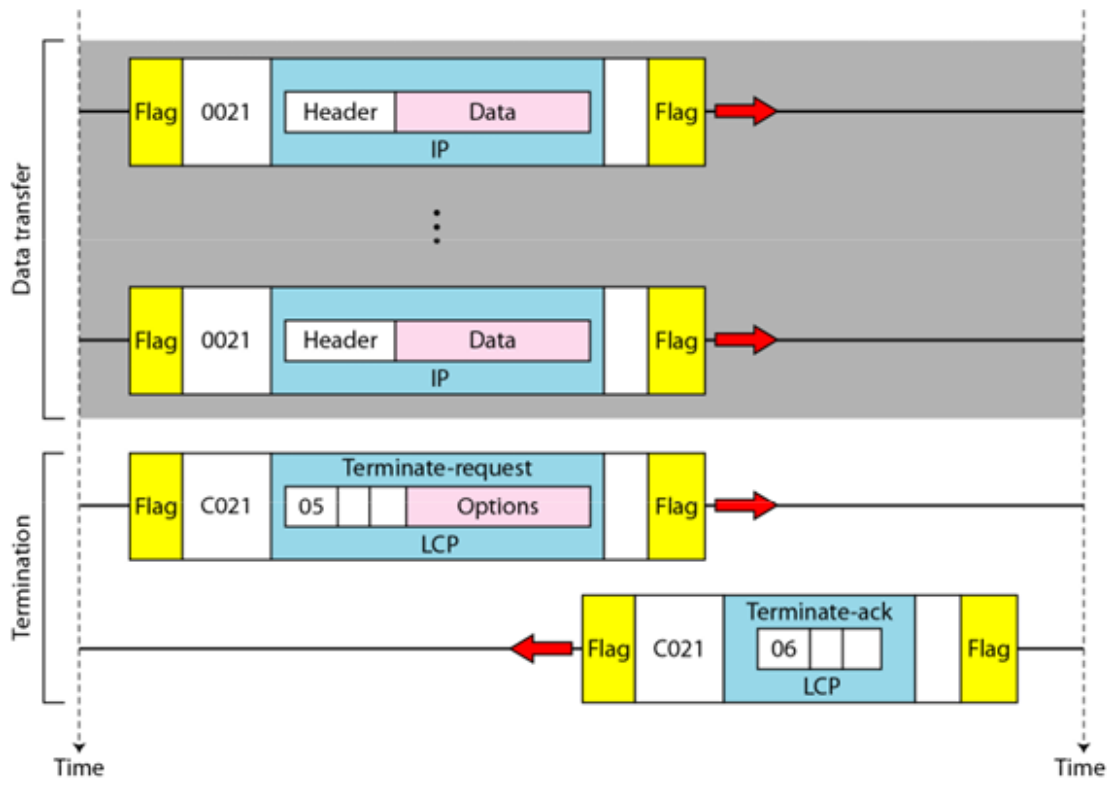 Data transfer
Flag 0021 Header Data Flag
IP
Flag 0021 Header Data Flag
IP
Termination
Terminate-request
Flag C021 05 Options Flag
LCP
Terminate-ack
Flag C021 06 Flag
LCP
Time Time